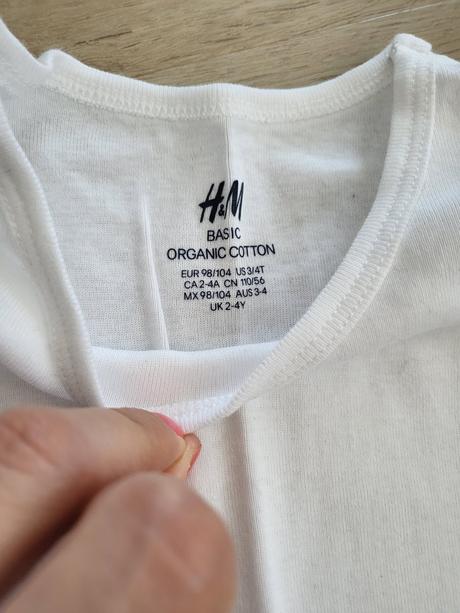 H&M
BASIC
ORGANIC COTTON
EUR 98/104 US 3/4T
CA 2-4A CN 110/56
MX 98/104 AUS 3-4
UK 2-4Y